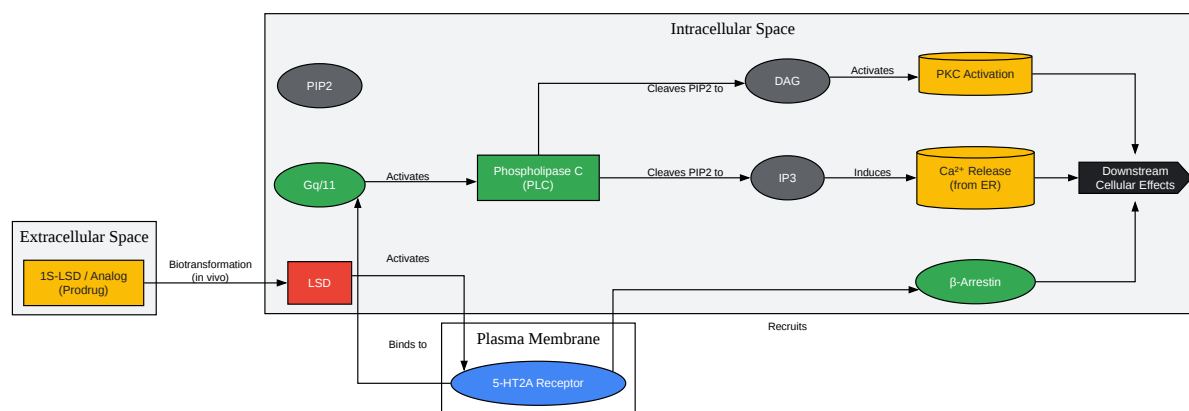 Intracellular Space
PIP2
DAG
Activates
PKC Activation
Cleaves PIP2 to
Gq/11
Activates
Phospholipase C
(PLC)
Cleaves PIP2 to
IP3
Induces
Ca²⁺ Release
(from ER)
Downstream
Cellular Effects
Extracellular Space
1S-LSD / Analog
(Prodrug)
Biotransformation
(in vivo)
LSD
Activates
β-Arrestin
Recruits
Binds to
Plasma Membrane
5-HT2A Receptor